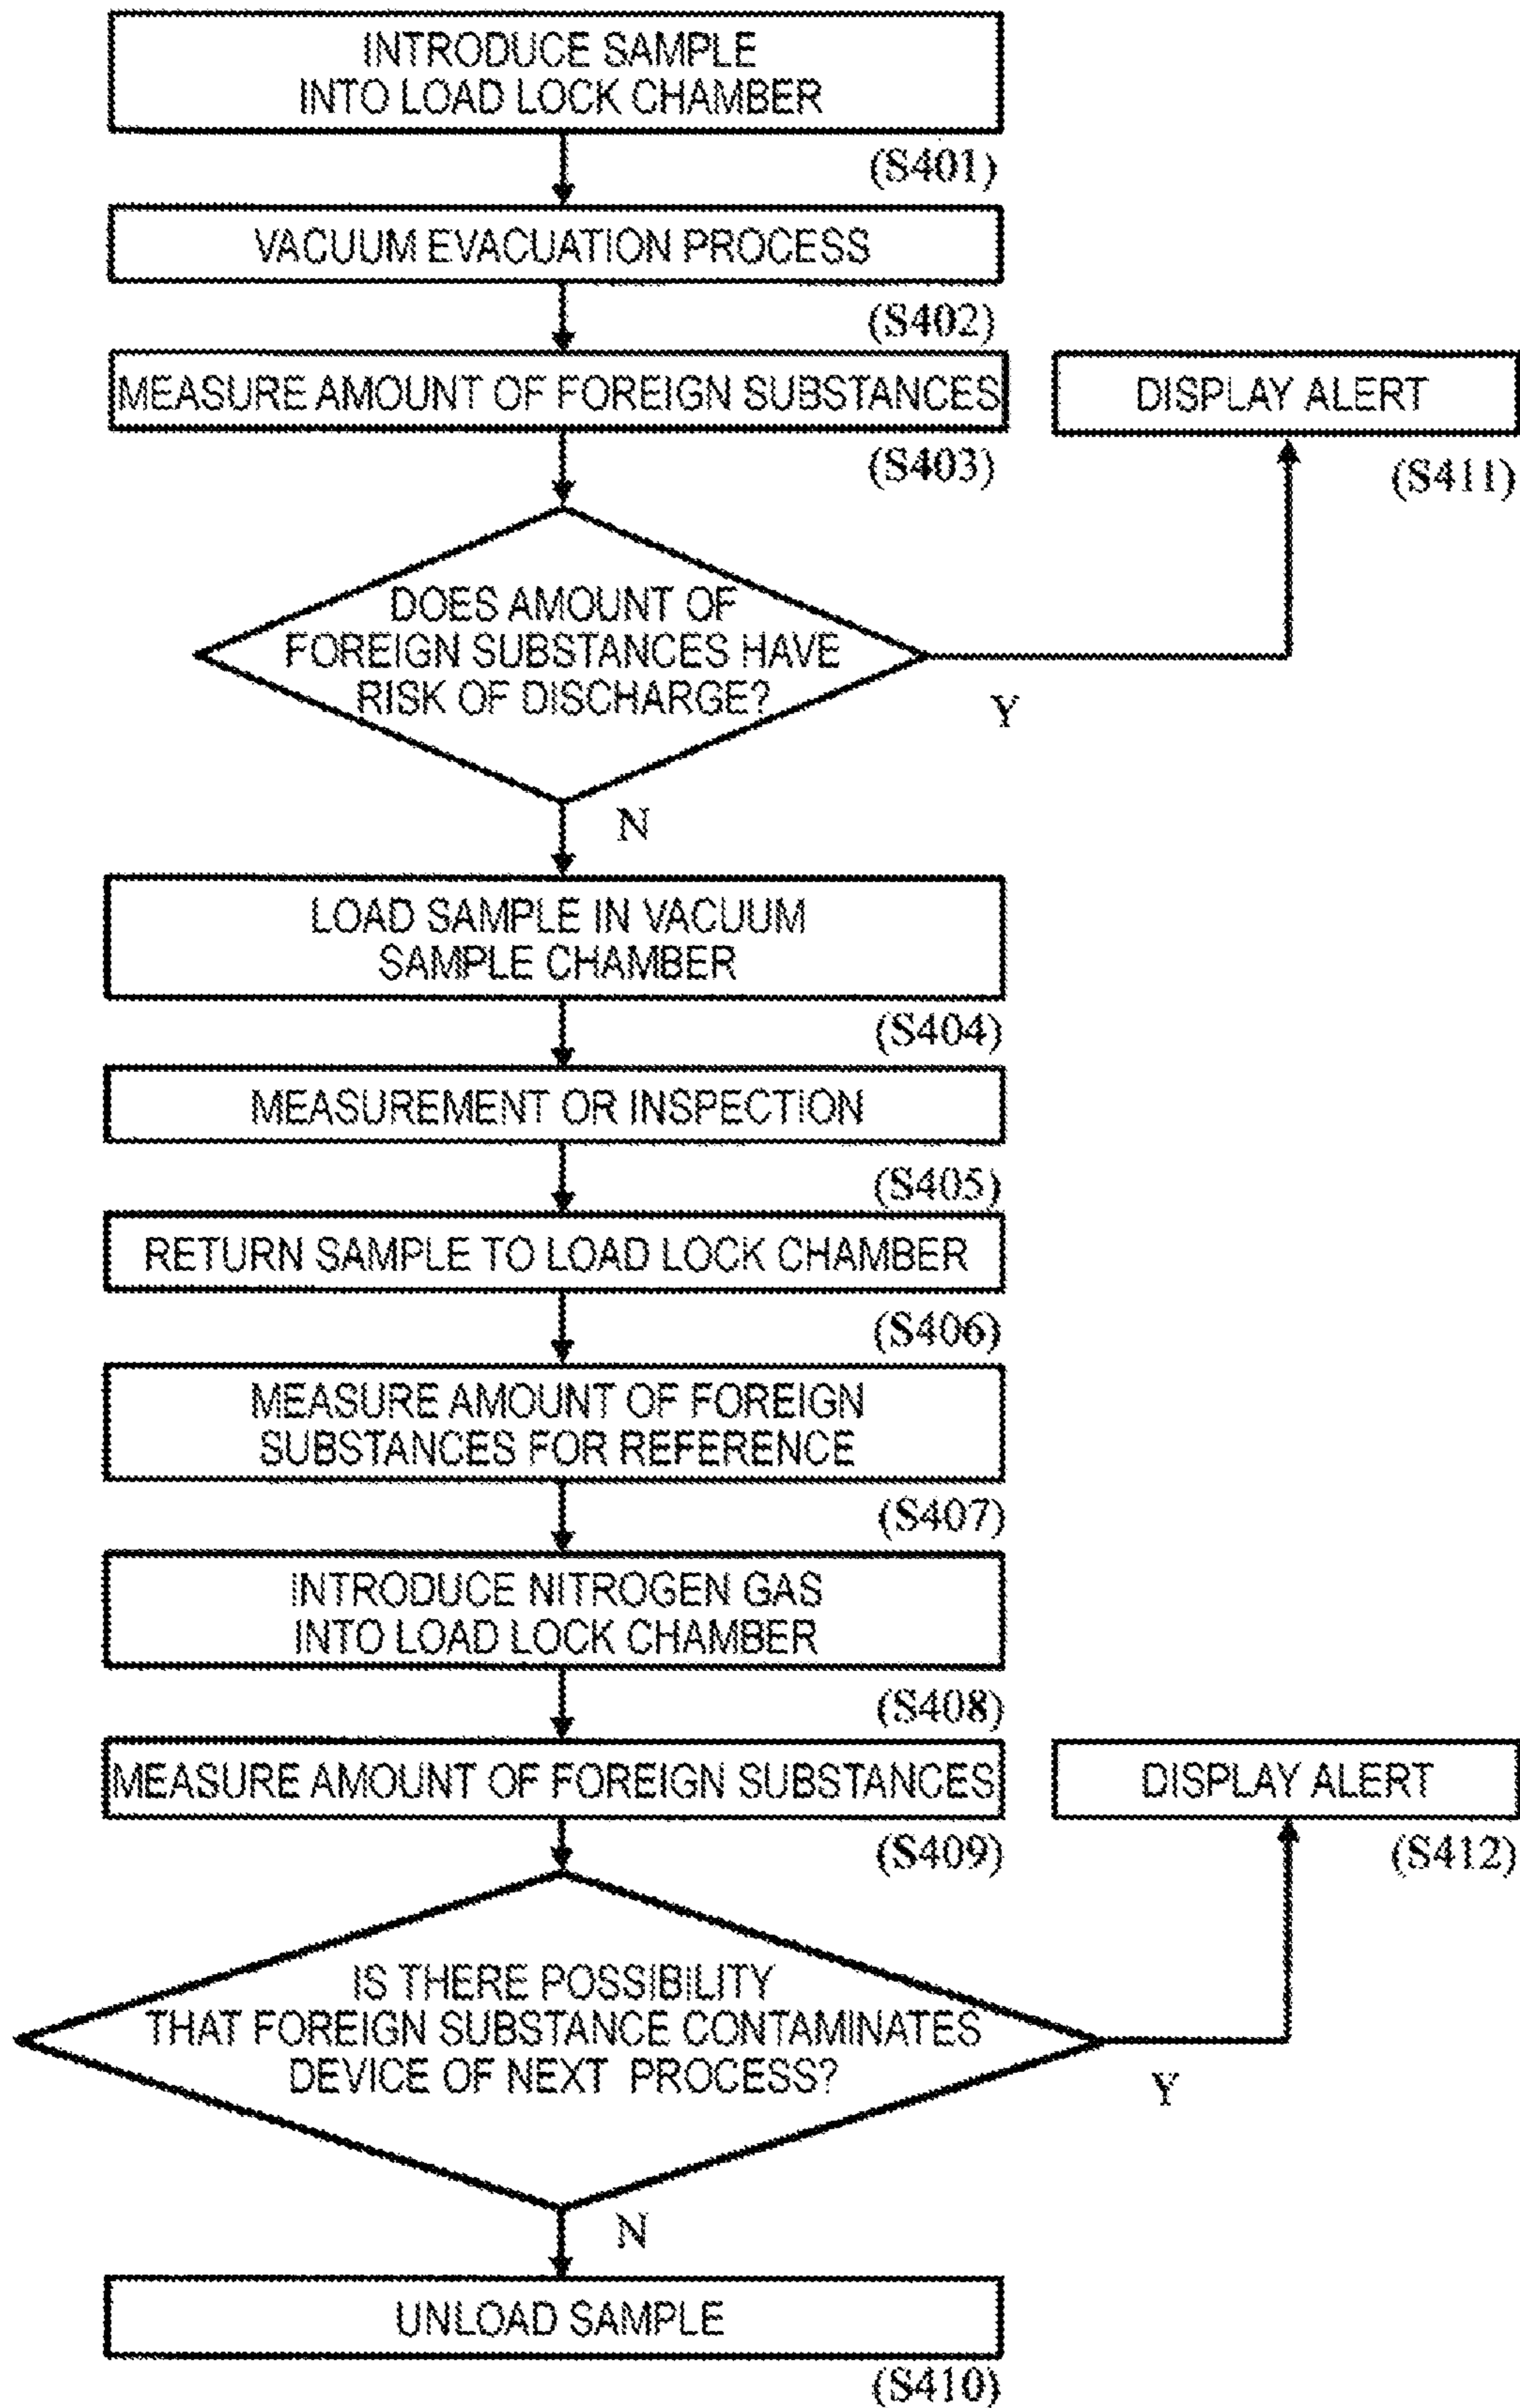 INTRODUCE SAMPLE
INTO LOAD LOCK CHAMBER
(S401)
VACUUM EVACUATION PROCESS
(S402)
MEASURE AMOUNT OF FOREIGN SUBSTANCES
DISPLAY ALERT
(S403)
(S411)
DOES AMOUNT OF
FOREIGN SUBSTANCES HAVE
RISK OF DISCHARGE?
Y
N
LOAD SAMPLE IN VACUUM
SAMPLE CHAMBER
(S404)
MEASUREMENT OR INSPECTION
(S405)
RETURN SAMPLE TO LOAD LOCK CHAMBER
(S406)
MEASURE AMOUNT OF FOREIGN
SUBSTANCES FOR REFERENCE
(S407)
INTRODUCE NITROGEN GAS
INTO LOAD LOCK CHAMBER
(S408)
MEASURE AMOUNT OF FOREIGN SUBSTANCES
DISPLAY ALERT
(S409)
(S412)
IS THERE POSSIBILITY
THAT FOREIGN SUBSTANCE CONTAMINATES
DEVICE OF NEXT PROCESS?
Y
N
UNLOAD SAMPLE
(S410)